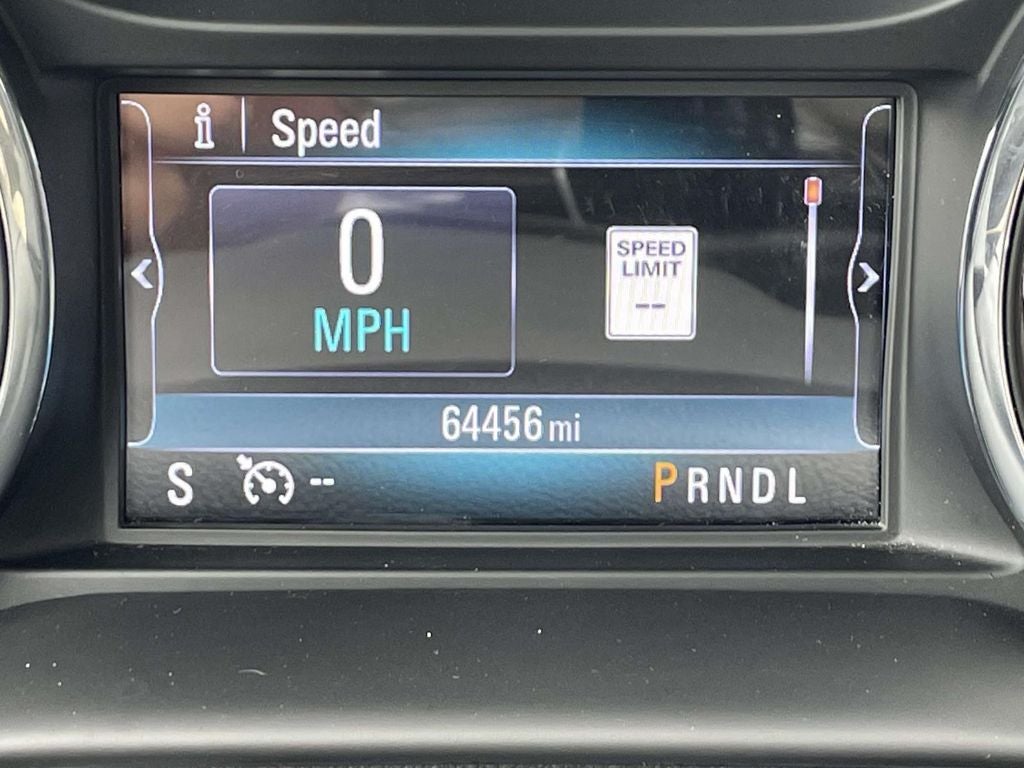 i Speed
0
MPH
SPEED
LIMIT
--
64456 mi
S -- PRNDL